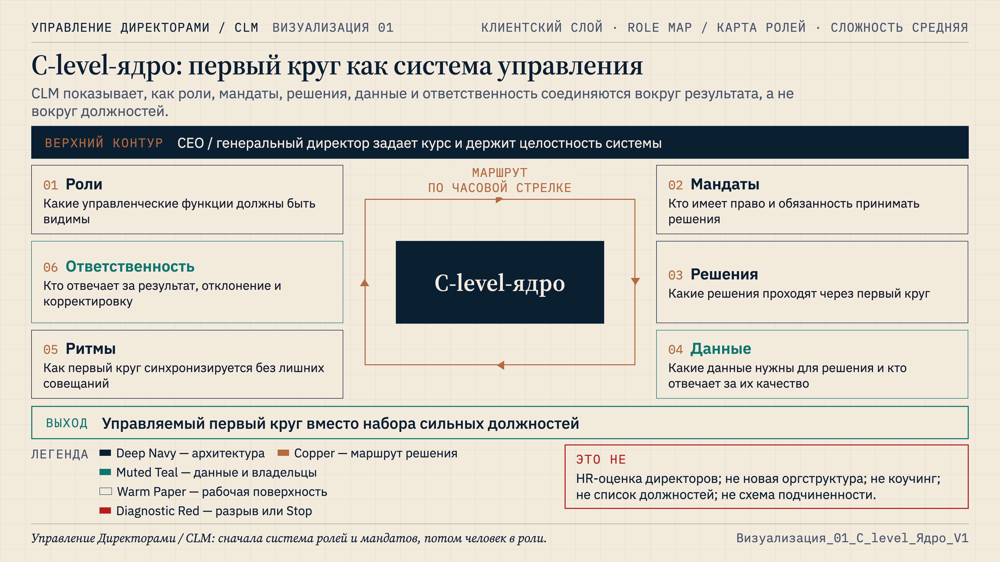 УПРАВЛЕНИЕ ДИРЕКТОРАМИ / CLM ВИЗУАЛИЗАЦИЯ 01
КЛИЕНТСКИЙ СЛОЙ · ROLE MAP / КАРТА РОЛЕЙ · СЛОЖНОСТЬ СРЕДНЯЯ
C-level-ядро: первый круг как система управления
CLM показывает, как роли, мандаты, решения, данные и ответственность соединяются вокруг результата, а не
вокруг должностей.
ВЕРХНИЙ КОНТУР CEO / генеральный директор задает курс и держит целостность системы
01 Роли
Какие управленческие функции должны быть
видимы
МАРШРУТ
ПО ЧАСОВОЙ СТРЕЛКЕ
02 Мандаты
Кто имеет право и обязанность принимать
решения
06 Ответственность
Кто отвечает за результат, отклонение и
корректировку
C-level-ядро
03 Решения
Какие решения проходят через первый круг
05 Ритмы
Как первый круг синхронизируется без лишних
совещаний
04 Данные
Какие данные нужны для решения и кто
отвечает за их качество
ВЫХОД Управляемый первый круг вместо набора сильных должностей
ЛЕГЕНДА Deep Navy — архитектура Copper — маршрут решения
Muted Teal — данные и владельцы
Warm Paper — рабочая поверхность
Diagnostic Red — разрыв или Stop
ЭТО НЕ
HR-оценка директоров; не новая оргструктура; не коучинг;
не список должностей; не схема подчиненности.
Управление Директорами / CLM: сначала система ролей и мандатов, потом человек в роли.
Визуализация_01_C_level_Ядро_V1